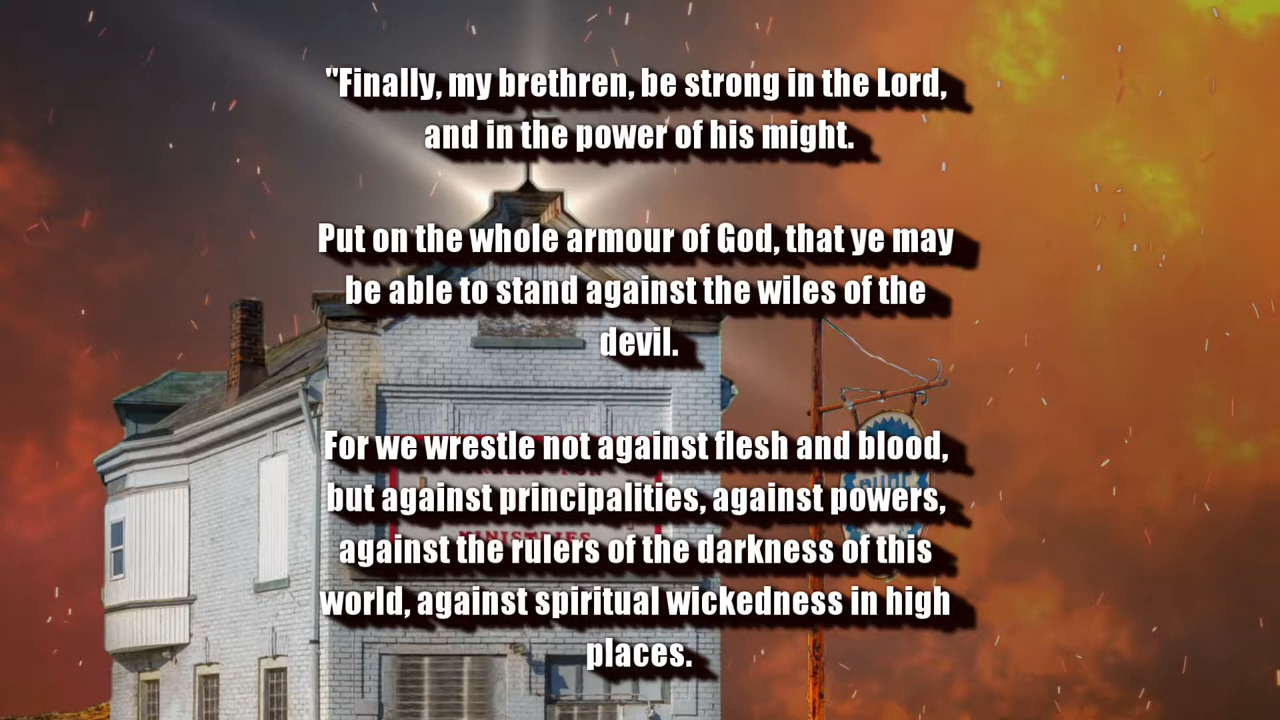 "Finally, my brethren, be strong in the Lord,
and in the power of his might.
Put on the whole armour of God, that ye may
be able to stand against the wiles of the
devil.
For we wrestle not against flesh and blood,
but against principalities, against powers,
against the rulers of the darkness of this
world, against spiritual wickedness in high
places.
MINISTRIES